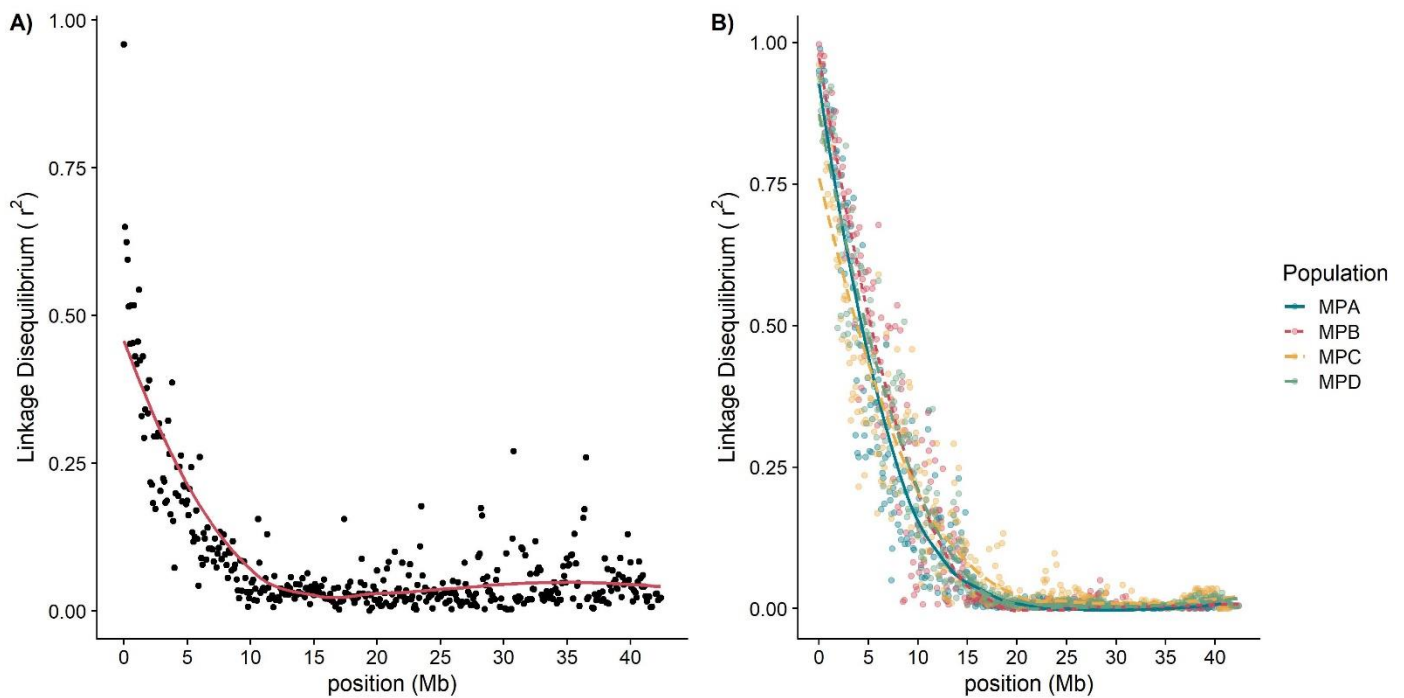 A)
1.00
0.75
0.50
0.25
0.00
Linkage Disequilibrium ( r²)
0 5 10 15 20 25 30 35 40
position (Mb)
B)
1.00
0.75
0.50
0.25
0.00
Linkage Disequilibrium ( r²)
0 5 10 15 20 25 30 35 40
position (Mb)
Population
MPA
MPB
MPC
MPD